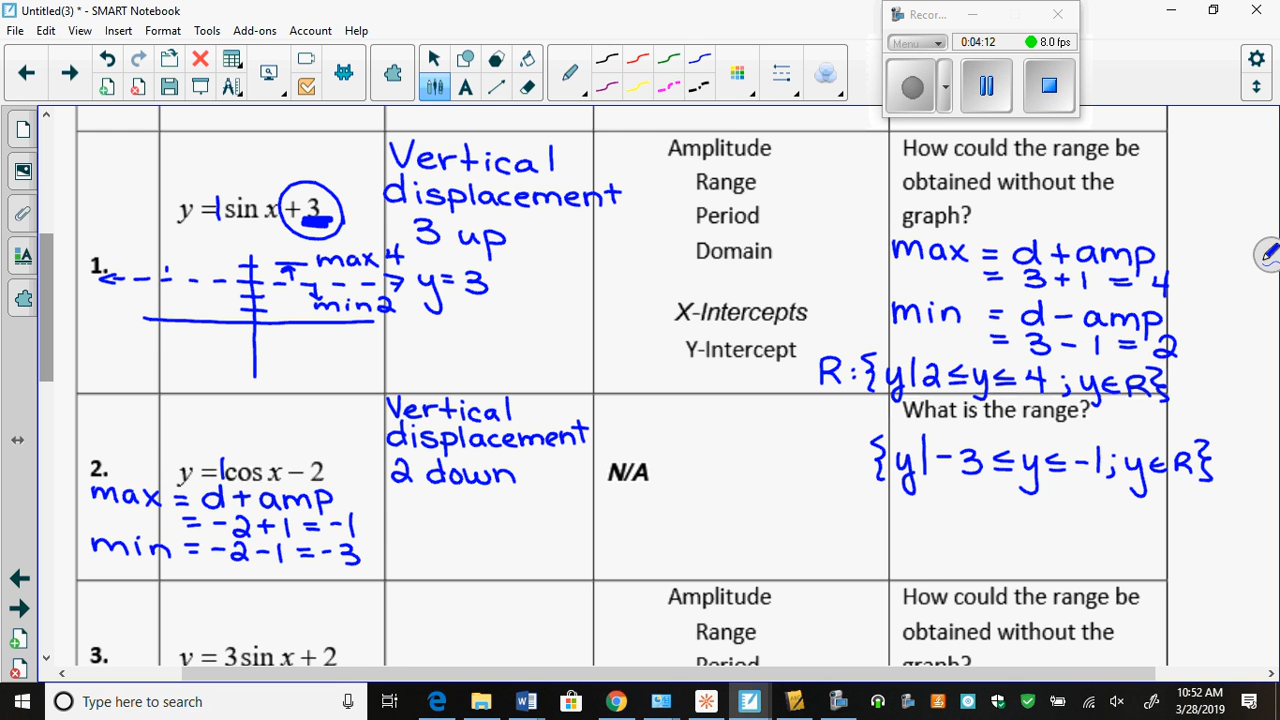 Untitled(3) * - SMART Notebook
File Edit View Insert Format Tools Add-ons Account Help
Recor...
Menu
0:04:12
8.0 fps
1.
y = 1 sin x + 3
max 4
min 2
Vertical
displacement
3 up
y = 3
Amplitude
Range
Period
Domain
X-Intercepts
Y-Intercept
How could the range be
obtained without the
graph?
max = d + amp
= 3 + 1 = 4
min = d - amp
= 3 - 1 = 2
R: {y | 2 ≤ y ≤ 4 ; y ∈ R}
2.
y = 1 cos x − 2
max = d + amp
= -2 + 1 = -1
min = -2 - 1 = -3
Vertical
displacement
2 down
N/A
What is the range?
{y | -3 ≤ y ≤ -1 ; y ∈ R}
3.
y = 3 sin x + 2
Amplitude
Range
Period
How could the range be
obtained without the
graph?
Type here to search
10:52 AM
3/28/2019